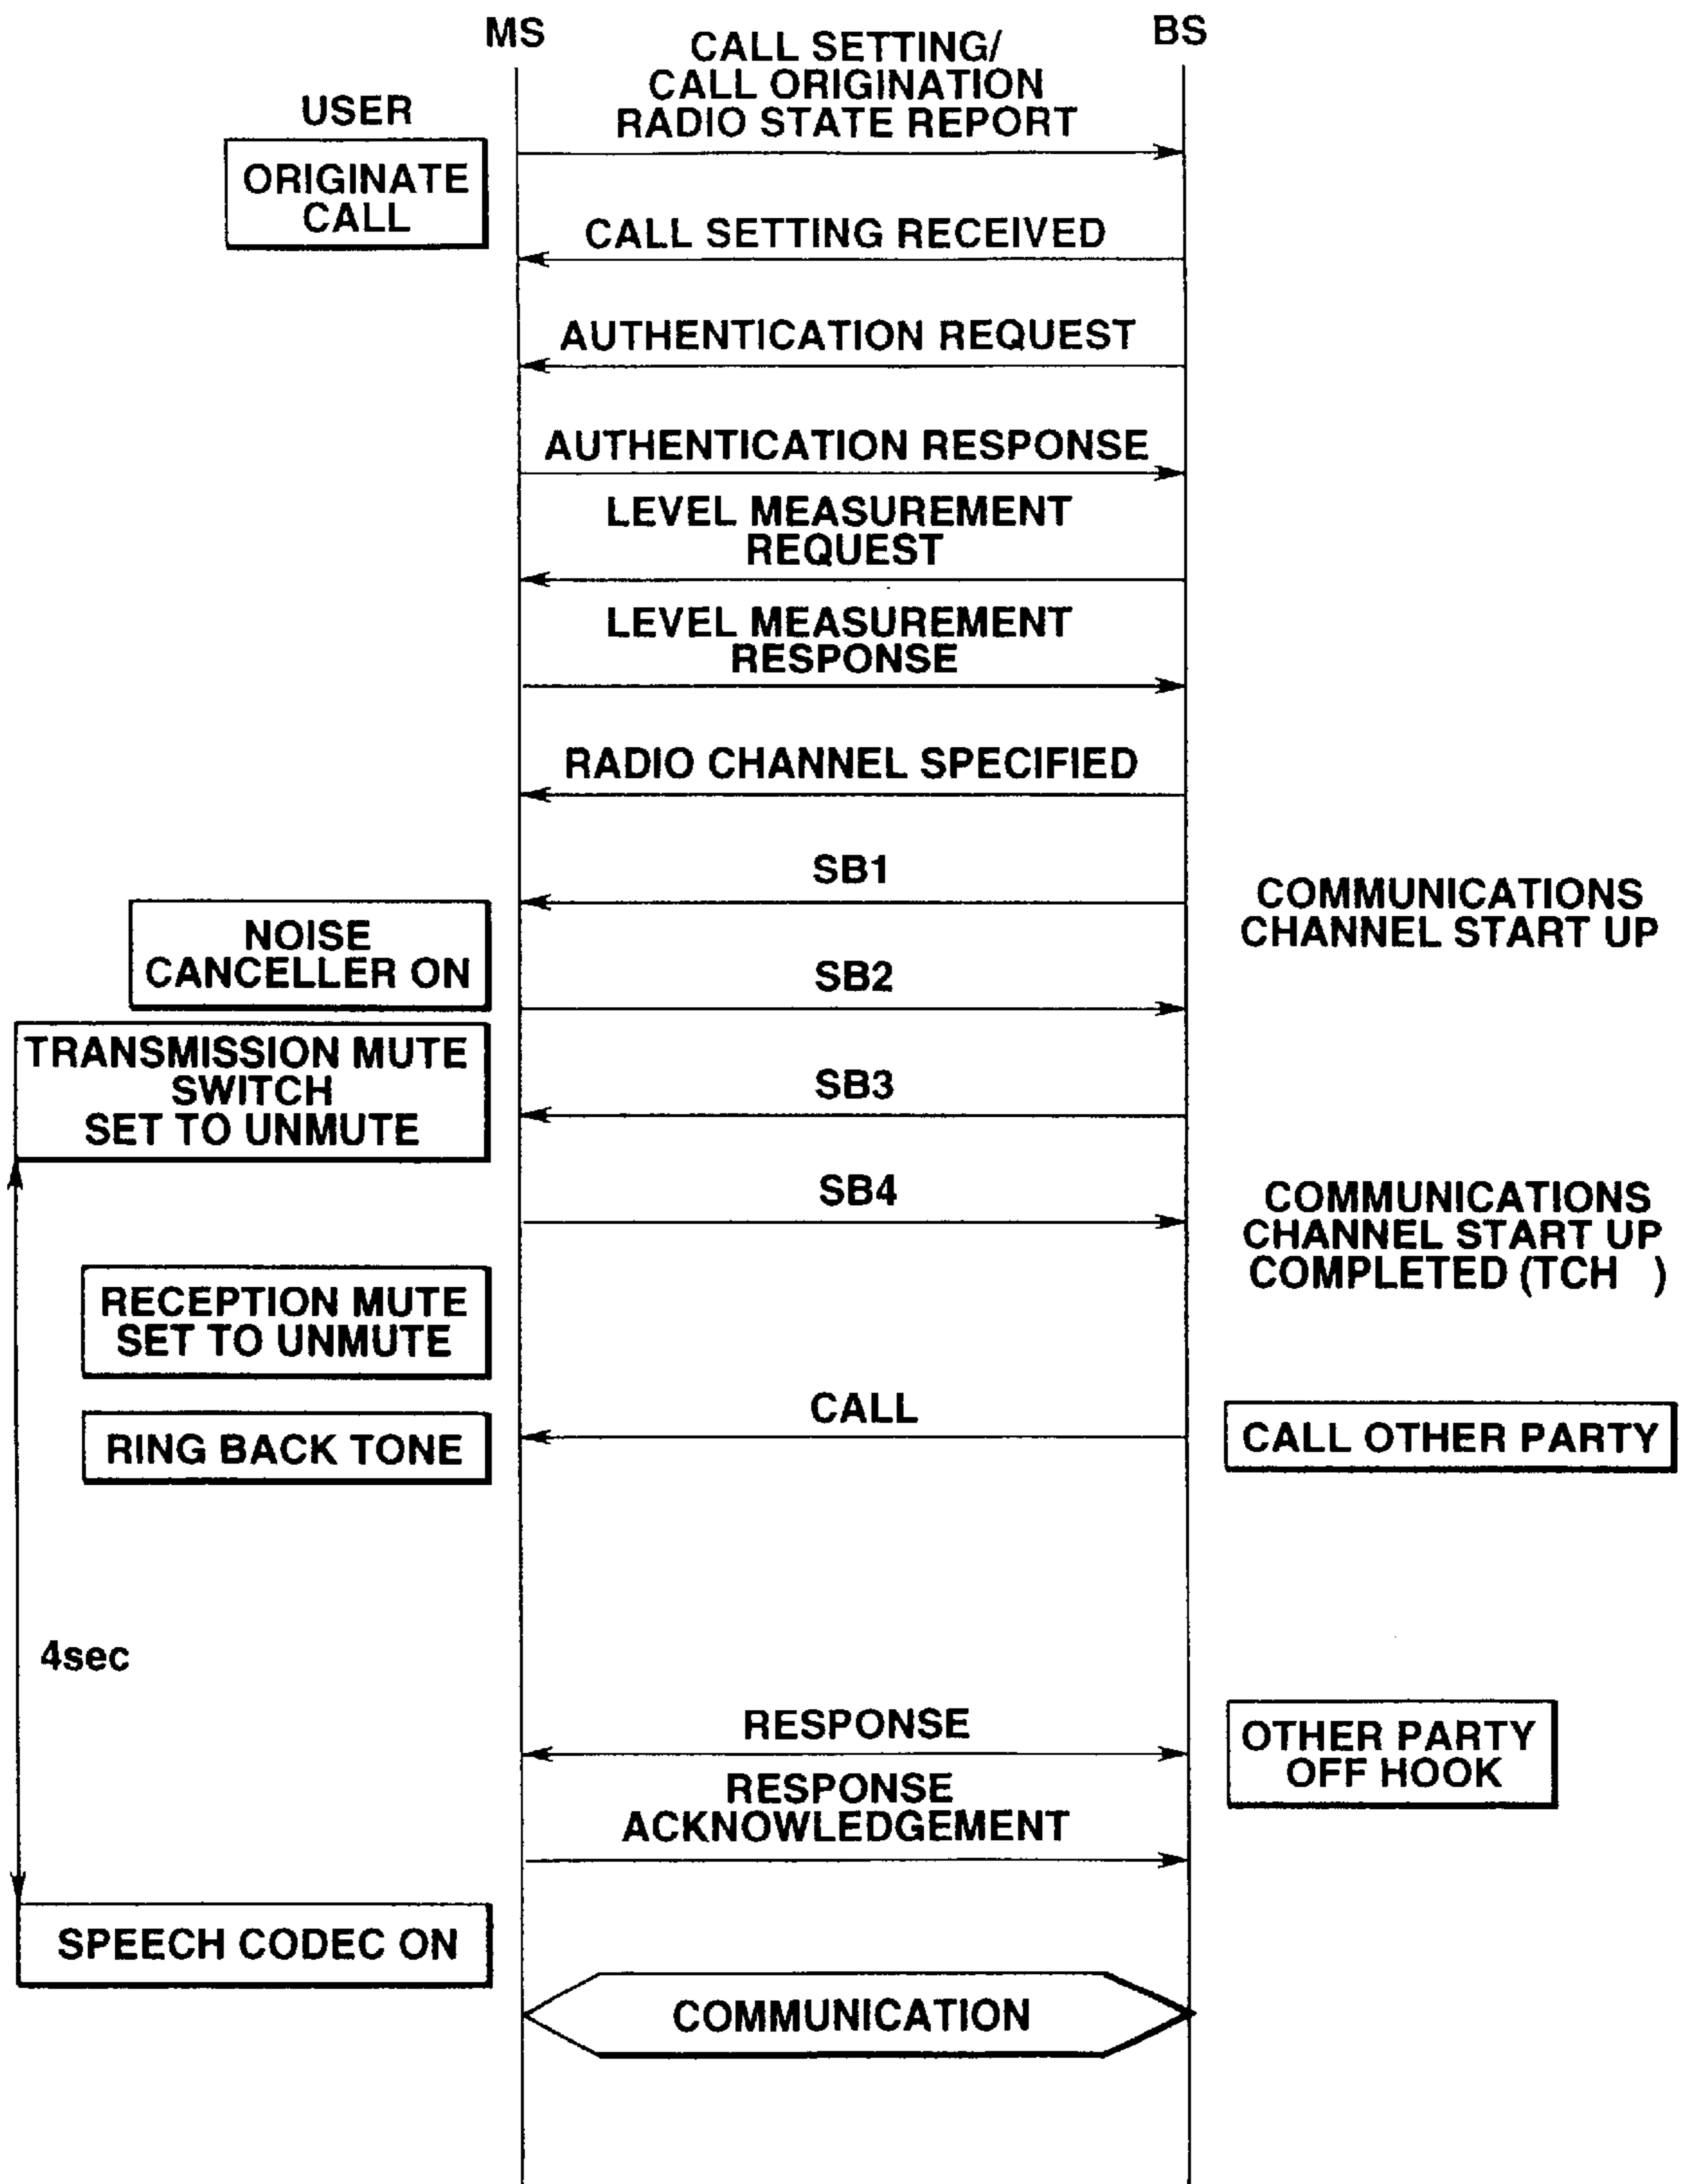 MS
BS
CALL SETTING/
CALL ORIGINATION
RADIO STATE REPORT
USER
ORIGINATE
CALL
CALL SETTING RECEIVED
AUTHENTICATION REQUEST
AUTHENTICATION RESPONSE
LEVEL MEASUREMENT
REQUEST
LEVEL MEASUREMENT
RESPONSE
RADIO CHANNEL SPECIFIED
SB1
COMMUNICATIONS
CHANNEL START UP
NOISE
CANCELLER ON
SB2
TRANSMISSION MUTE
SWITCH
SET TO UNMUTE
SB3
SB4
COMMUNICATIONS
CHANNEL START UP
COMPLETED (TCH )
RECEPTION MUTE
SET TO UNMUTE
CALL
CALL OTHER PARTY
RING BACK TONE
4sec
RESPONSE
OTHER PARTY
OFF HOOK
RESPONSE
ACKNOWLEDGEMENT
SPEECH CODEC ON
COMMUNICATION